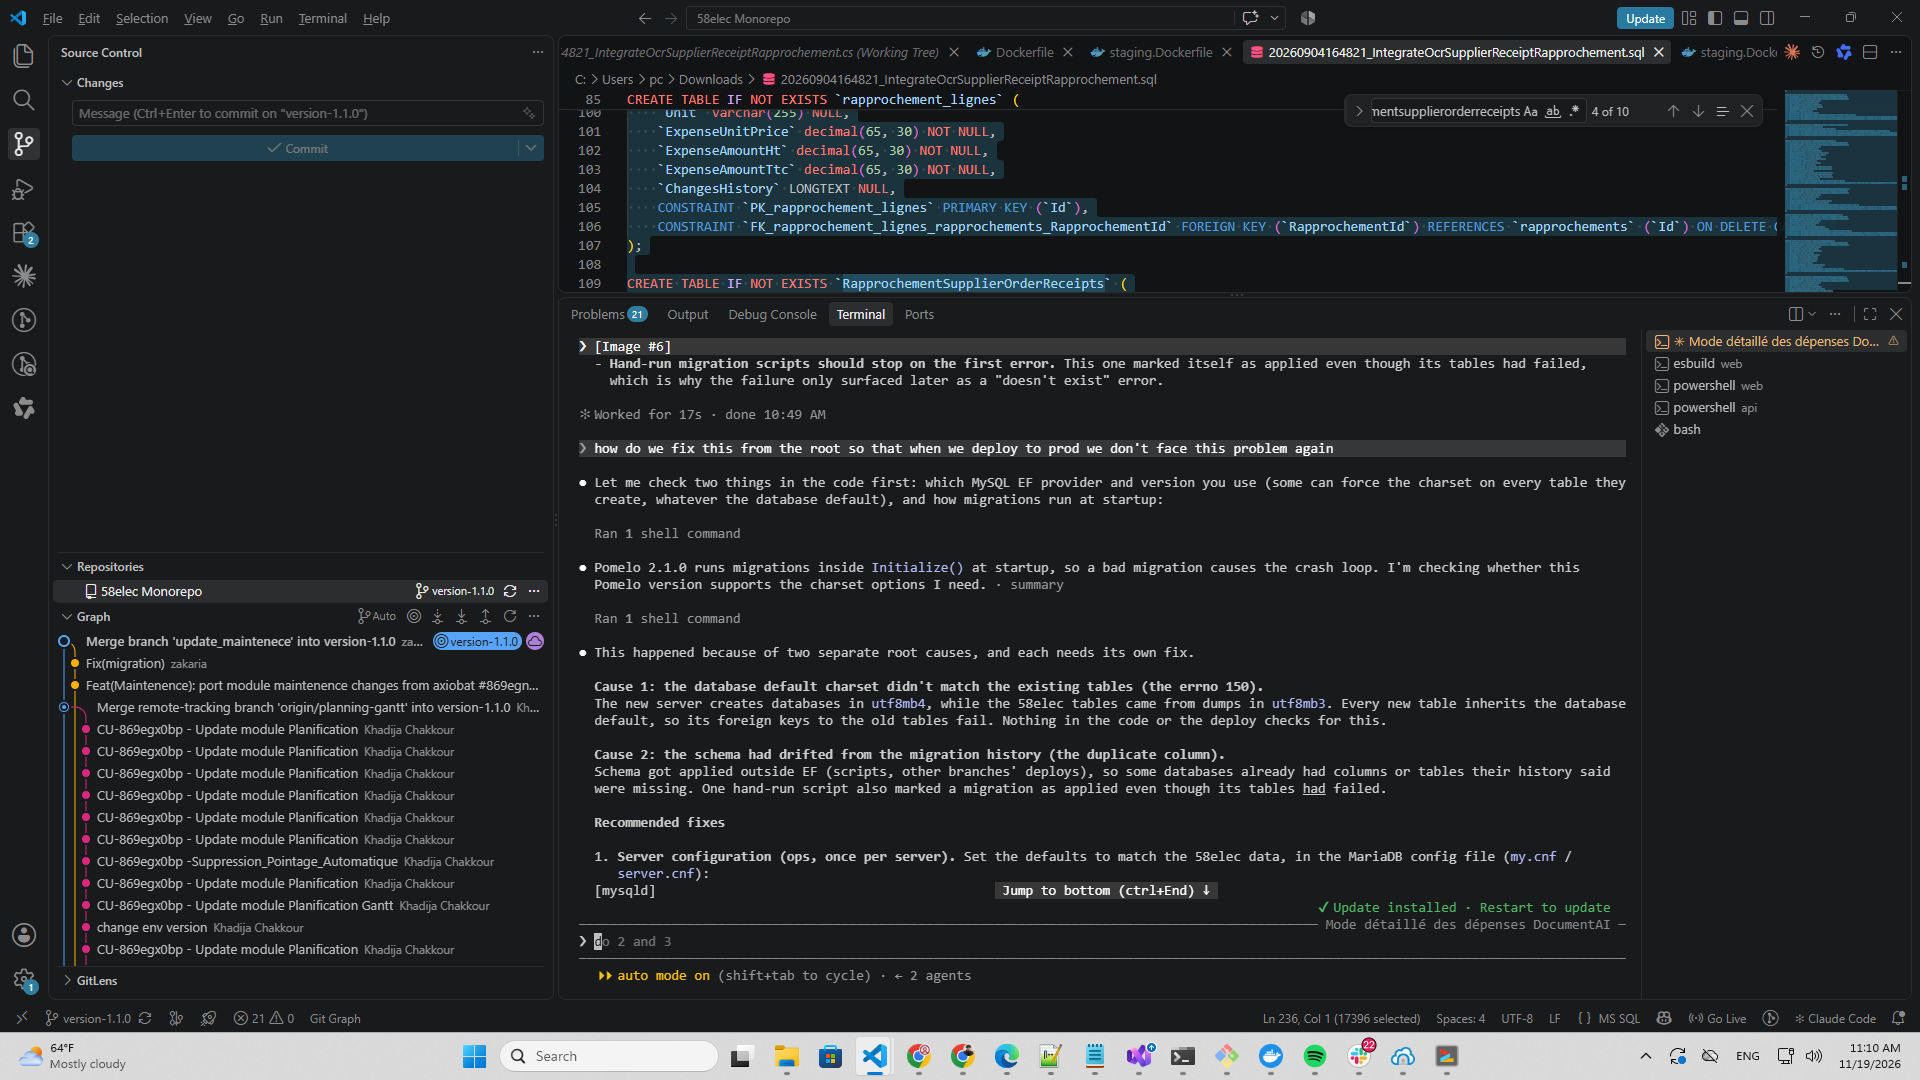 File Edit Selection View Go Run Terminal Help
58elec Monorepo
Update
Source Control
Changes
Message (Ctrl+Enter to commit on "version-1.1.0")
Commit
Repositories
58elec Monorepo version-1.1.0
Graph Auto
Merge branch 'update_maintenece' into version-1.1.0 za... version-1.1.0
Fix(migration) zakaria
Feat(Maintenence): port module maintenence changes from axiobat #869egn...
Merge remote-tracking branch 'origin/planning-gantt' into version-1.1.0 Kh...
CU-869egx0bp - Update module Planification Khadija Chakkour
CU-869egx0bp - Update module Planification Khadija Chakkour
CU-869egx0bp - Update module Planification Khadija Chakkour
CU-869egx0bp - Update module Planification Khadija Chakkour
CU-869egx0bp - Update module Planification Khadija Chakkour
CU-869egx0bp - Update module Planification Khadija Chakkour
CU-869egx0bp -Suppression_Pointage_Automatique Khadija Chakkour
CU-869egx0bp - Update module Planification Khadija Chakkour
CU-869egx0bp - Update module Planification Gantt Khadija Chakkour
change env version Khadija Chakkour
CU-869egx0bp - Update module Planification Khadija Chakkour
GitLens
2
1
4821_IntegrateOcrSupplierReceiptRapprochement.cs (Working Tree) Dockerfile staging.Dockerfile 20260904164821_IntegrateOcrSupplierReceiptRapprochement.sql staging.Docke
C: > Users > pc > Downloads > 20260904164821_IntegrateOcrSupplierReceiptRapprochement.sql
mentsupplierorderreceipts Aa ab .* 4 of 10
85 CREATE TABLE IF NOT EXISTS `rapprochement_lignes` (
100 `Unit` varchar(255) NULL,
101 `ExpenseUnitPrice` decimal(65, 30) NOT NULL,
102 `ExpenseAmountHt` decimal(65, 30) NOT NULL,
103 `ExpenseAmountTtc` decimal(65, 30) NOT NULL,
104 `ChangesHistory` LONGTEXT NULL,
105 CONSTRAINT `PK_rapprochement_lignes` PRIMARY KEY (`Id`),
106 CONSTRAINT `FK_rapprochement_lignes_rapprochements_RapprochementId` FOREIGN KEY (`RapprochementId`) REFERENCES `rapprochements` (`Id`) ON DELETE C
107 );
108
109 CREATE TABLE IF NOT EXISTS `RapprochementSupplierOrderReceipts` (
Problems 21 Output Debug Console Terminal Ports
❯ [Image #6]
- Hand-run migration scripts should stop on the first error. This one marked itself as applied even though its tables had failed,
which is why the failure only surfaced later as a "doesn't exist" error.
✻ Worked for 17s · done 10:49 AM
❯ how do we fix this from the root so that when we deploy to prod we don't face this problem again
● Let me check two things in the code first: which MySQL EF provider and version you use (some can force the charset on every table they
create, whatever the database default), and how migrations run at startup:
Ran 1 shell command
● Pomelo 2.1.0 runs migrations inside Initialize() at startup, so a bad migration causes the crash loop. I'm checking whether this
Pomelo version supports the charset options I need. · summary
Ran 1 shell command
● This happened because of two separate root causes, and each needs its own fix.
Cause 1: the database default charset didn't match the existing tables (the errno 150).
The new server creates databases in utf8mb4, while the 58elec tables came from dumps in utf8mb3. Every new table inherits the database
default, so its foreign keys to the old tables fail. Nothing in the code or the deploy checks for this.
Cause 2: the schema had drifted from the migration history (the duplicate column).
Schema got applied outside EF (scripts, other branches' deploys), so some databases already had columns or tables their history said
were missing. One hand-run script also marked a migration as applied even though its tables had failed.
Recommended fixes
1. Server configuration (ops, once per server). Set the defaults to match the 58elec data, in the MariaDB config file (my.cnf /
server.cnf):
[mysqld]
Jump to bottom (ctrl+End) ↓
✓ Update installed · Restart to update
Mode détaillé des dépenses DocumentAI
❯ do 2 and 3
⏵⏵ auto mode on (shift+tab to cycle) · ← 2 agents
✳ Mode détaillé des dépenses Do...
esbuild web
powershell web
powershell api
bash
version-1.1.0 21 0 Git Graph
Ln 236, Col 1 (17396 selected) Spaces: 4 UTF-8 LF { } MS SQL Go Live Claude Code
64°F
Mostly cloudy
Search
22
ENG
11:10 AM
11/19/2026